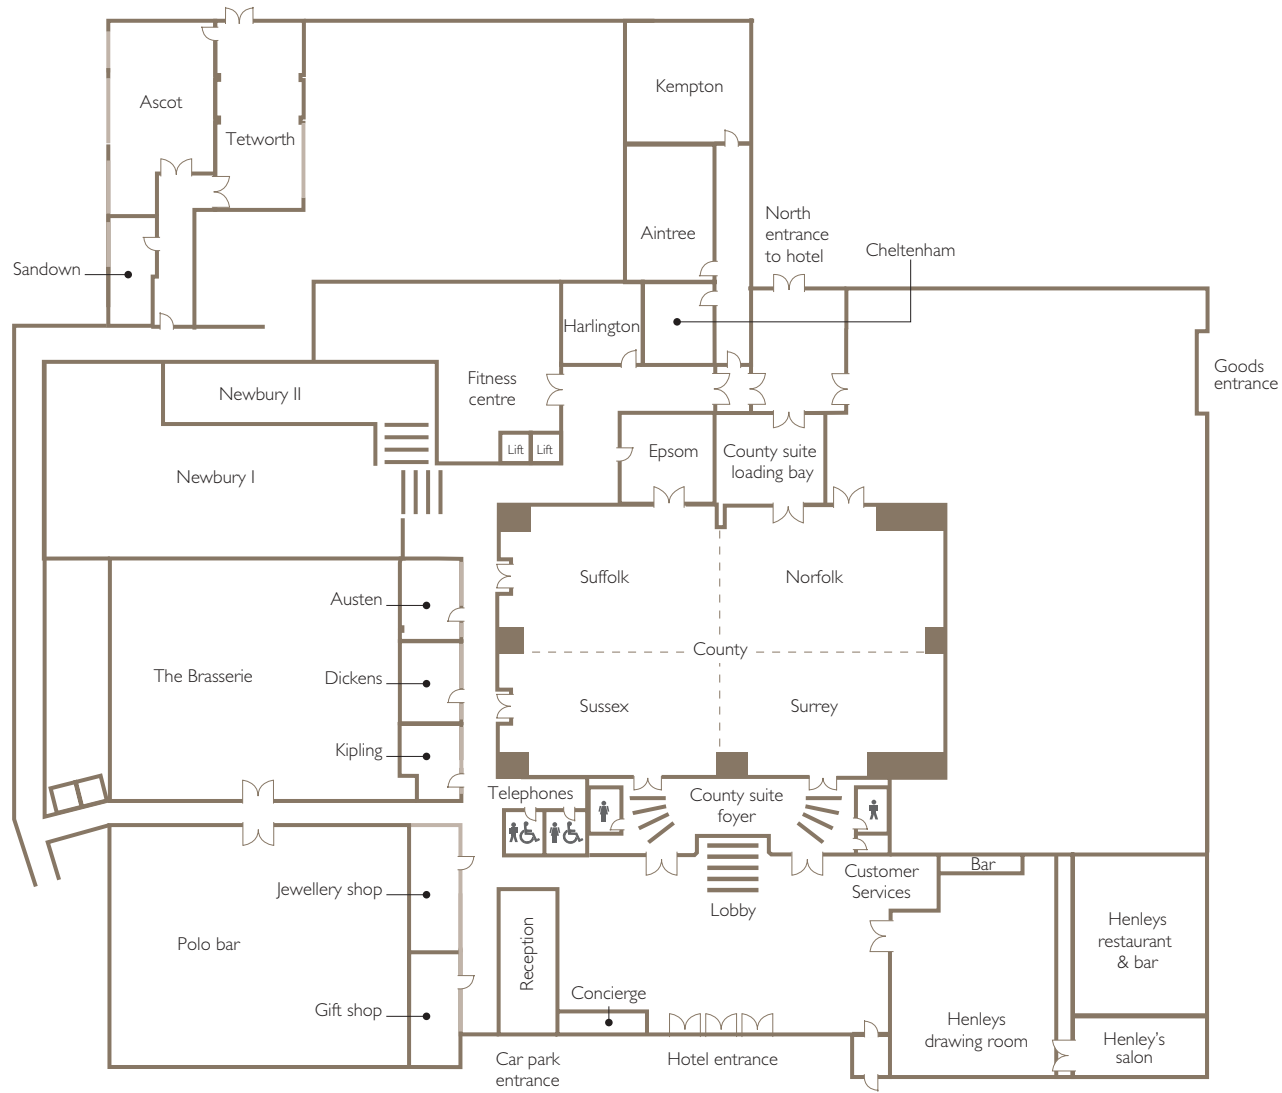 Kempton
Ascot
Tetworth
North
entrance
to hotel
Aintree
Cheltenham
Sandown
Harlington
Goods
entrance
Fitness
centre
Newbury II
Lift
Lift
Epsom
County suite
loading bay
Newbury I
Suffolk
Norfolk
Austen
County
The Brasserie
Dickens
Sussex
Surrey
Kipling
Telephones
County suite
foyer
Bar
Customer
Services
Jewellery shop
Lobby
Henleys
restaurant
& bar
Polo bar
Reception
Concierge
Gift shop
Henleys
drawing room
Henley's
salon
Car park
entrance
Hotel entrance